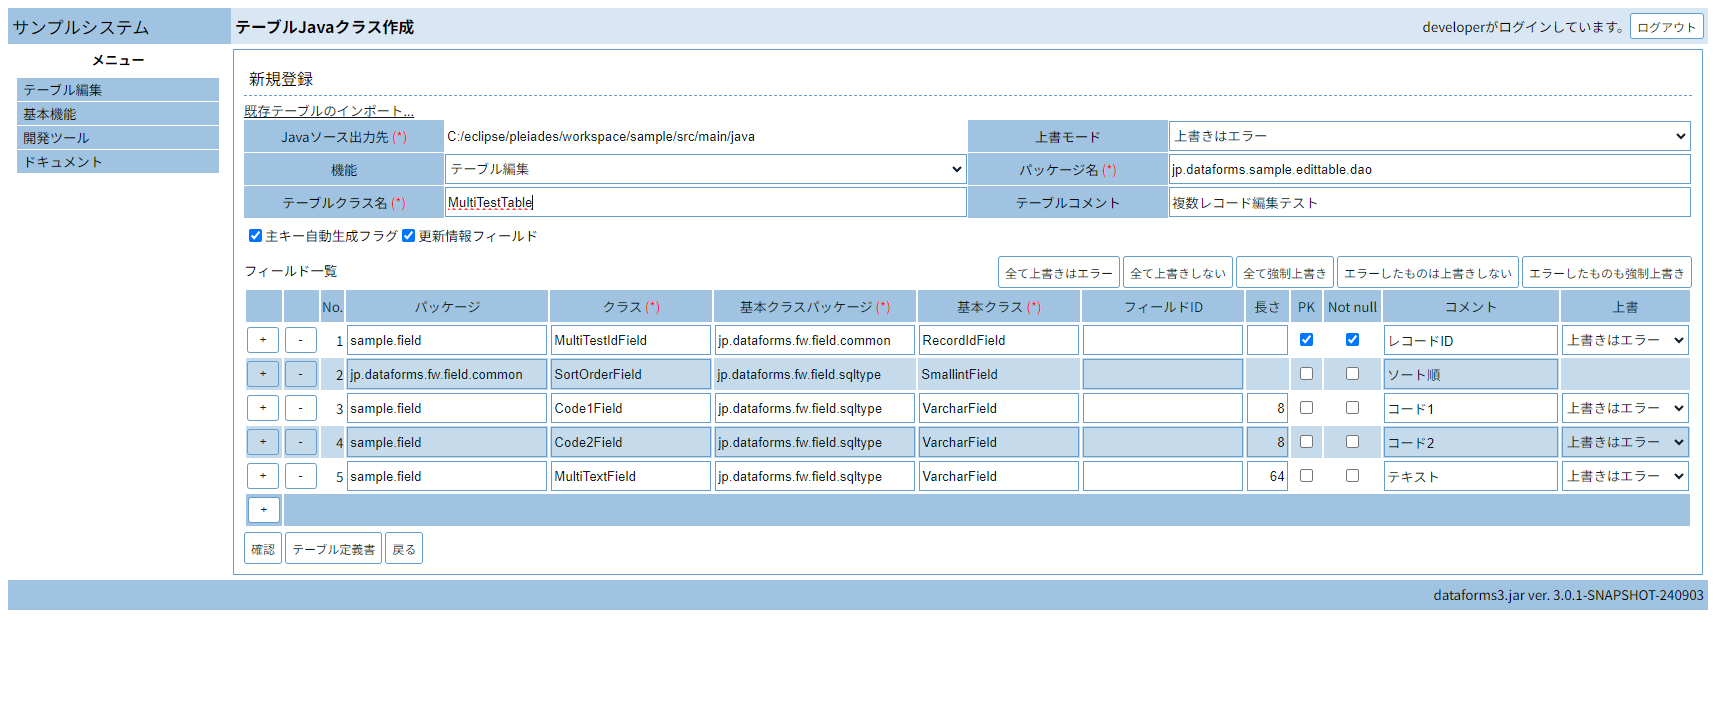 サンプルシステム テーブルJavaクラス作成 developerがログインしています。 ログアウト
メニュー
テーブル編集
基本機能
開発ツール
ドキュメント
新規登録
既存テーブルのインポート...
Javaソース出力先 (*) C:/eclipse/pleiades/workspace/sample/src/main/java 上書モード 上書きはエラー
機能 テーブル編集 パッケージ名 (*) jp.dataforms.sample.edittable.dao
テーブルクラス名 (*) MultiTestTable テーブルコメント 複数レコード編集テスト
主キー自動生成フラグ 更新情報フィールド
フィールド一覧 全て上書きはエラー 全て上書きしない 全て強制上書き エラーしたものは上書きしない エラーしたものも強制上書き
No. パッケージ クラス (*) 基本クラスパッケージ (*) 基本クラス (*) フィールドID 長さ PK Not null コメント 上書
+ - 1 sample.field MultiTestIdField jp.dataforms.fw.field.common RecordIdField レコードID 上書きはエラー
+ - 2 jp.dataforms.fw.field.common SortOrderField jp.dataforms.fw.field.sqltype SmallintField ソート順
+ - 3 sample.field Code1Field jp.dataforms.fw.field.sqltype VarcharField 8 コード1 上書きはエラー
+ - 4 sample.field Code2Field jp.dataforms.fw.field.sqltype VarcharField 8 コード2 上書きはエラー
+ - 5 sample.field MultiTextField jp.dataforms.fw.field.sqltype VarcharField 64 テキスト 上書きはエラー
+
確認 テーブル定義書 戻る
dataforms3.jar ver. 3.0.1-SNAPSHOT-240903